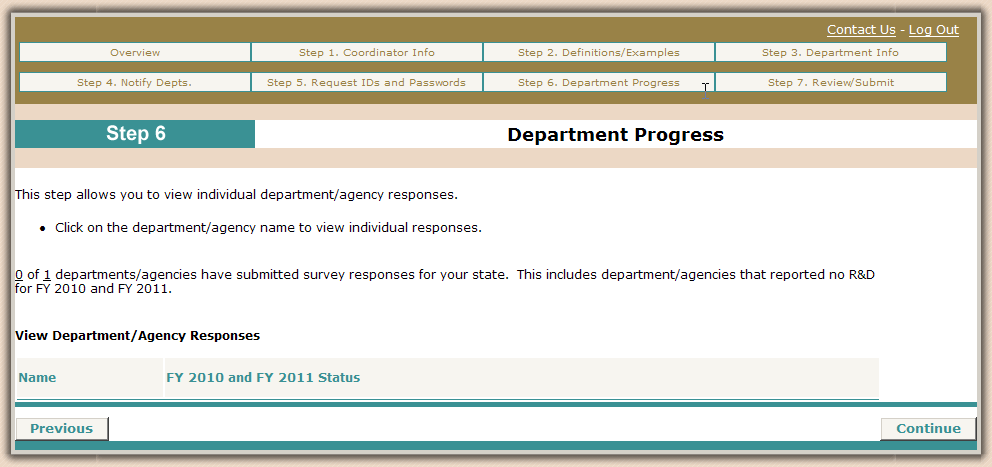 Contact Us - Log Out
Overview
Step 1. Coordinator Info
Step 2. Definitions/Examples
Step 3. Department Info
Step 4. Notify Depts.
Step 5. Request IDs and Passwords
Step 6. Department Progress
Step 7. Review/Submit
Step 6
Department Progress
This step allows you to view individual department/agency responses.
• Click on the department/agency name to view individual responses.
0 of 1 departments/agencies have submitted survey responses for your state.  This includes department/agencies that reported no R&D
for FY 2010 and FY 2011.
View Department/Agency Responses
Name
FY 2010 and FY 2011 Status
Previous
Continue